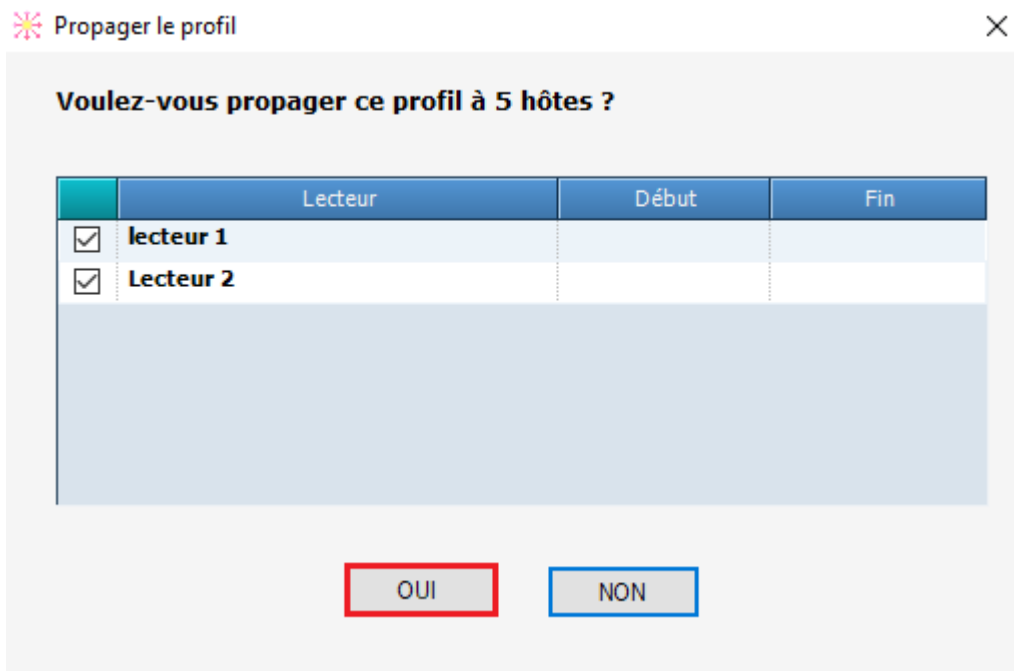 Propager le profil
Voulez-vous propager ce profil à 5 hôtes ?
Lecteur Début Fin
lecteur 1
Lecteur 2
OUI NON